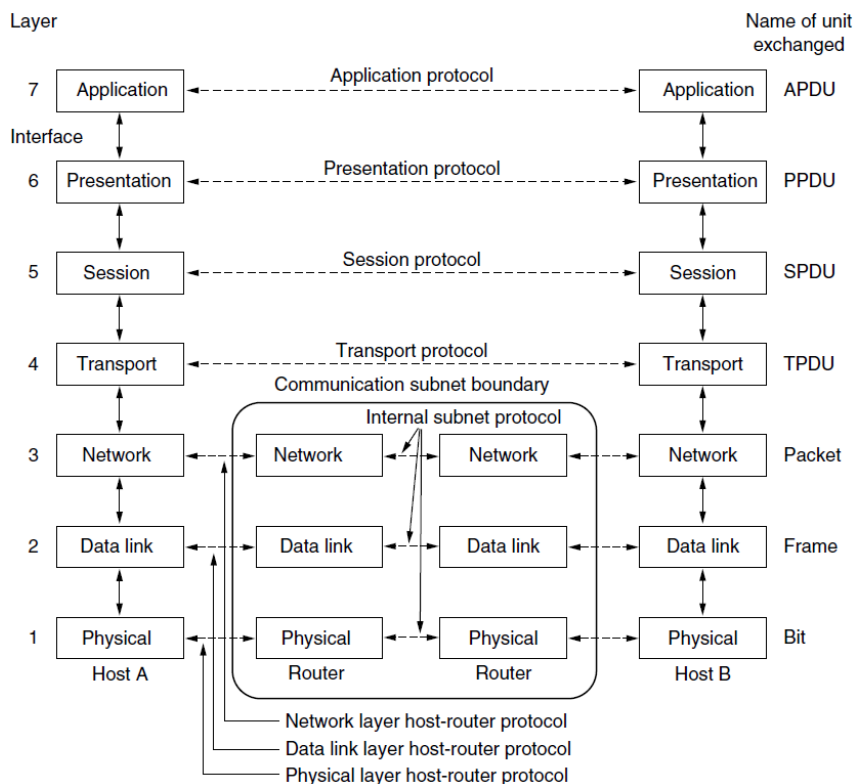 Layer
Name of unit
exchanged
7 Application Application protocol Application APDU
Interface
6 Presentation Presentation protocol Presentation PPDU
5 Session Session protocol Session SPDU
4 Transport Transport protocol Transport TPDU
Communication subnet boundary
Internal subnet protocol
3 Network Network Network Network Packet
2 Data link Data link Data link Data link Frame
1 Physical Physical Physical Physical Bit
Host A Router Router Host B
Network layer host-router protocol
Data link layer host-router protocol
Physical layer host-router protocol